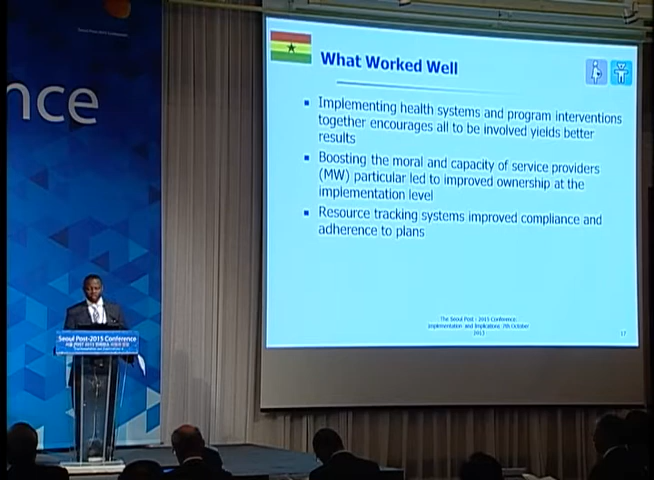 nce
What Worked Well
Implementing health systems and program interventions
together encourages all to be involved yields better
results
Boosting the moral and capacity of service providers
(MW) particular led to improved ownership at the
implementation level
Resource tracking systems improved compliance and
adherence to plans
The Seoul Post - 2015 Conference:
Implementation and Implications 7th October
2013
17
Seoul Post-2015 Conference